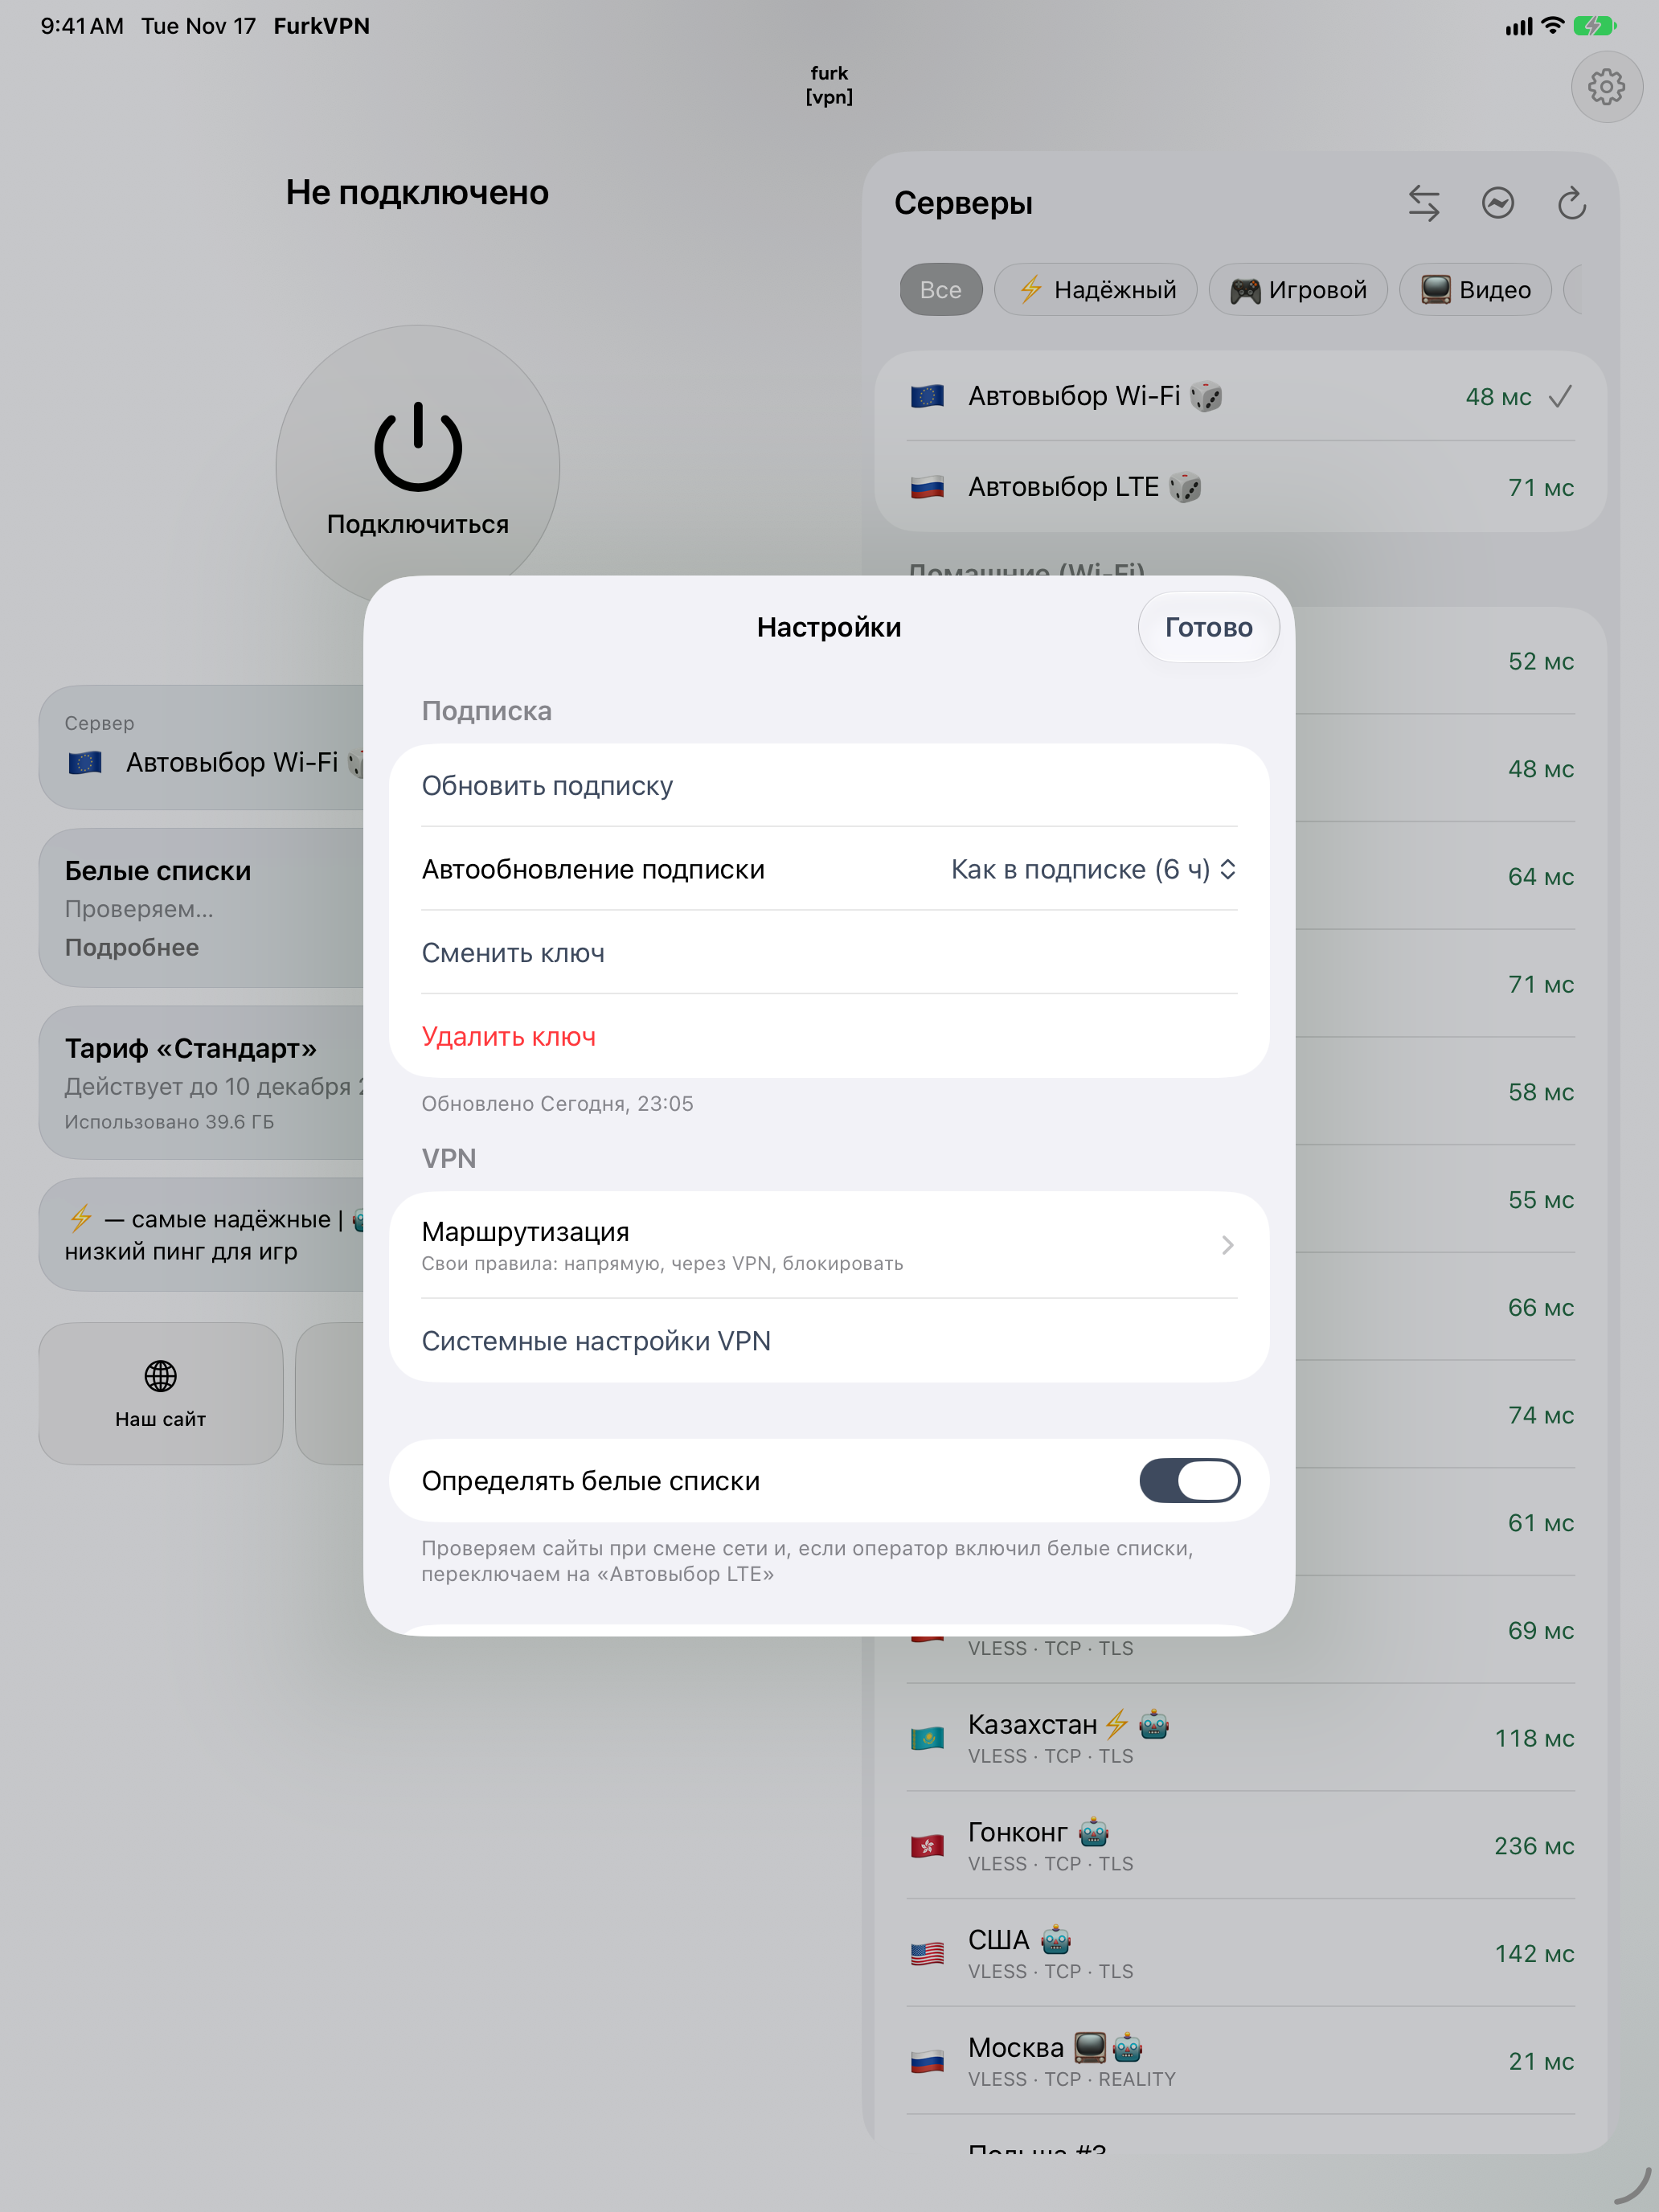 9:41 AM Tue Nov 17 FurkVPN
furk
[vpn]
Не подключено
Подключиться
Сервер
Автовыбор Wi-Fi
Белые списки
Проверяем...
Подробнее
Тариф «Стандарт»
Действует до 10 декабря
Использовано 39.6 ГБ
— самые надёжные |
низкий пинг для игр
Наш сайт
Серверы
Все
Надёжный
Игровой
Видео
Автовыбор Wi-Fi
48 мс
Автовыбор LTE
71 мс
Домашние (Wi-Fi)
52 мс
48 мс
64 мс
71 мс
58 мс
55 мс
66 мс
74 мс
61 мс
69 мс
VLESS · TCP · TLS
Казахстан
VLESS · TCP · TLS
118 мс
Гонконг
VLESS · TCP · TLS
236 мс
США
VLESS · TCP · TLS
142 мс
Москва
VLESS · TCP · REALITY
21 мс
Польша #3
Настройки
Готово
Подписка
Обновить подписку
Автообновление подписки
Как в подписке (6 ч)
Сменить ключ
Удалить ключ
Обновлено Сегодня, 23:05
VPN
Маршрутизация
Свои правила: напрямую, через VPN, блокировать
Системные настройки VPN
Определять белые списки
Проверяем сайты при смене сети и, если оператор включил белые списки,
переключаем на «Автовыбор LTE»